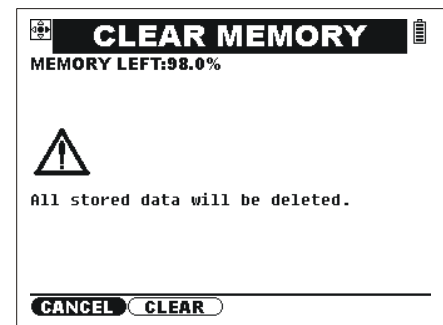 CLEAR MEMORY
MEMORY LEFT:98.0%
All stored data will be deleted.
CANCEL CLEAR